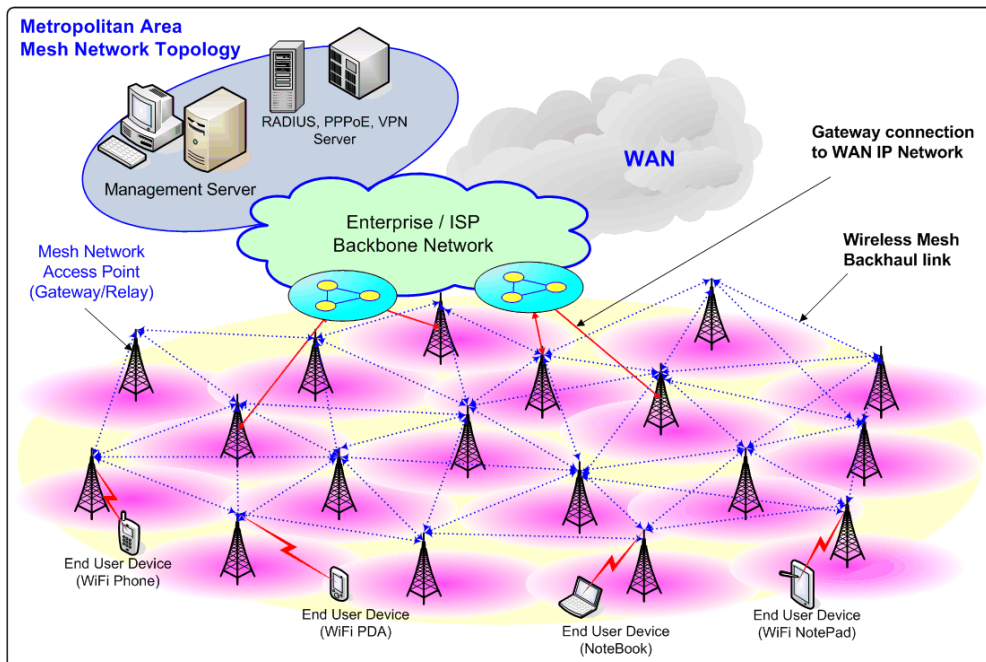 Metropolitan Area
Mesh Network Topology
RADIUS, PPPoE, VPN
Server
Management Server
WAN
Gateway connection
to WAN IP Network
Enterprise / ISP
Backbone Network
Mesh Network
Access Point
(Gateway/Relay)
Wireless Mesh
Backhaul link
End User Device
(WiFi Phone)
End User Device
(WiFi PDA)
End User Device
(NoteBook)
End User Device
(WiFi NotePad)